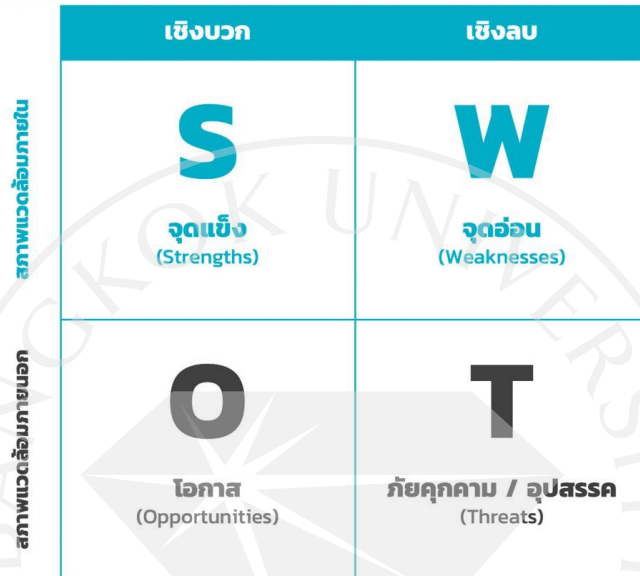 เชิงบวก
เชิงลบ
สภาพแวดล้อมภายใน
S
จุดแข็ง
(Strengths)
W
จุดอ่อน
(Weaknesses)
สภาพแวดล้อมภายนอก
O
โอกาส
(Opportunities)
T
ภัยคุกคาม / อุปสรรค
(Threats)